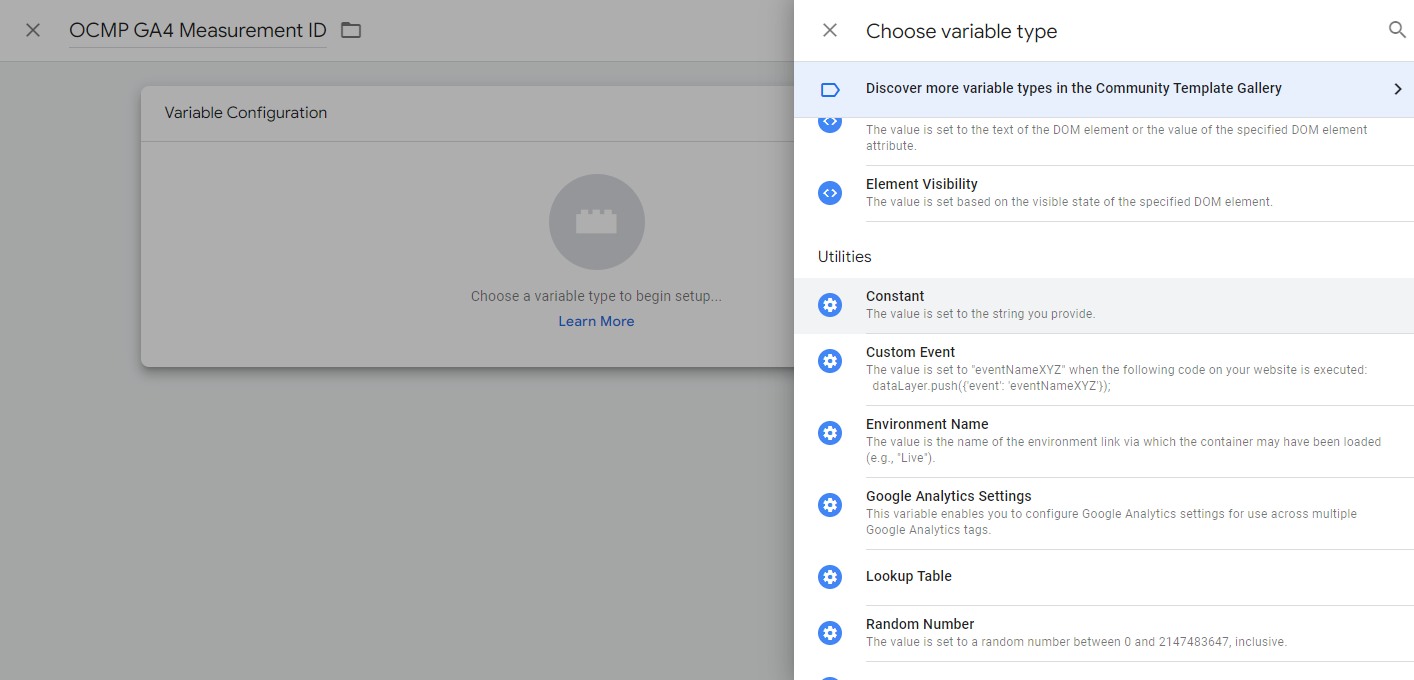 OCMP GA4 Measurement ID
Variable Configuration
Choose a variable type to begin setup...
Learn More
Choose variable type
Discover more variable types in the Community Template Gallery
The value is set to the text of the DOM element or the value of the specified DOM element
attribute.
Element Visibility
The value is set based on the visible state of the specified DOM element.
Utilities
Constant
The value is set to the string you provide.
Custom Event
The value is set to "eventNameXYZ" when the following code on your website is executed:
dataLayer.push({'event': 'eventNameXYZ'});
Environment Name
The value is the name of the environment link via which the container may have been loaded
(e.g., "Live").
Google Analytics Settings
This variable enables you to configure Google Analytics settings for use across multiple
Google Analytics tags.
Lookup Table
Random Number
The value is set to a random number between 0 and 2147483647, inclusive.